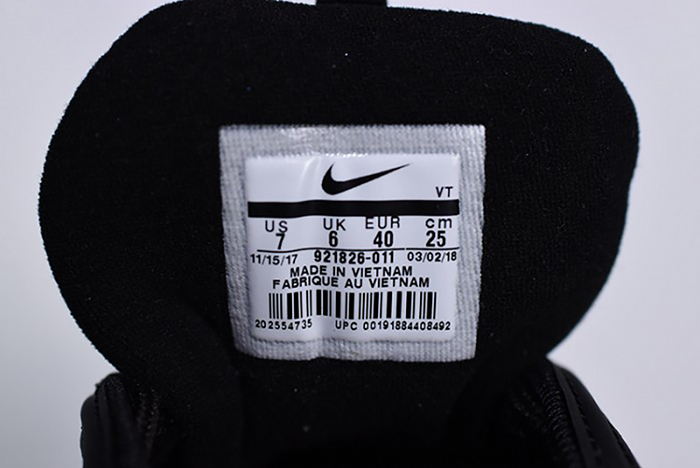 VT
US UK EUR cm
7 6 40 25
11/15/17 921826-011 03/02/18
MADE IN VIETNAM
FABRIQUE AU VIETNAM
202554735 UPC 00191884408492